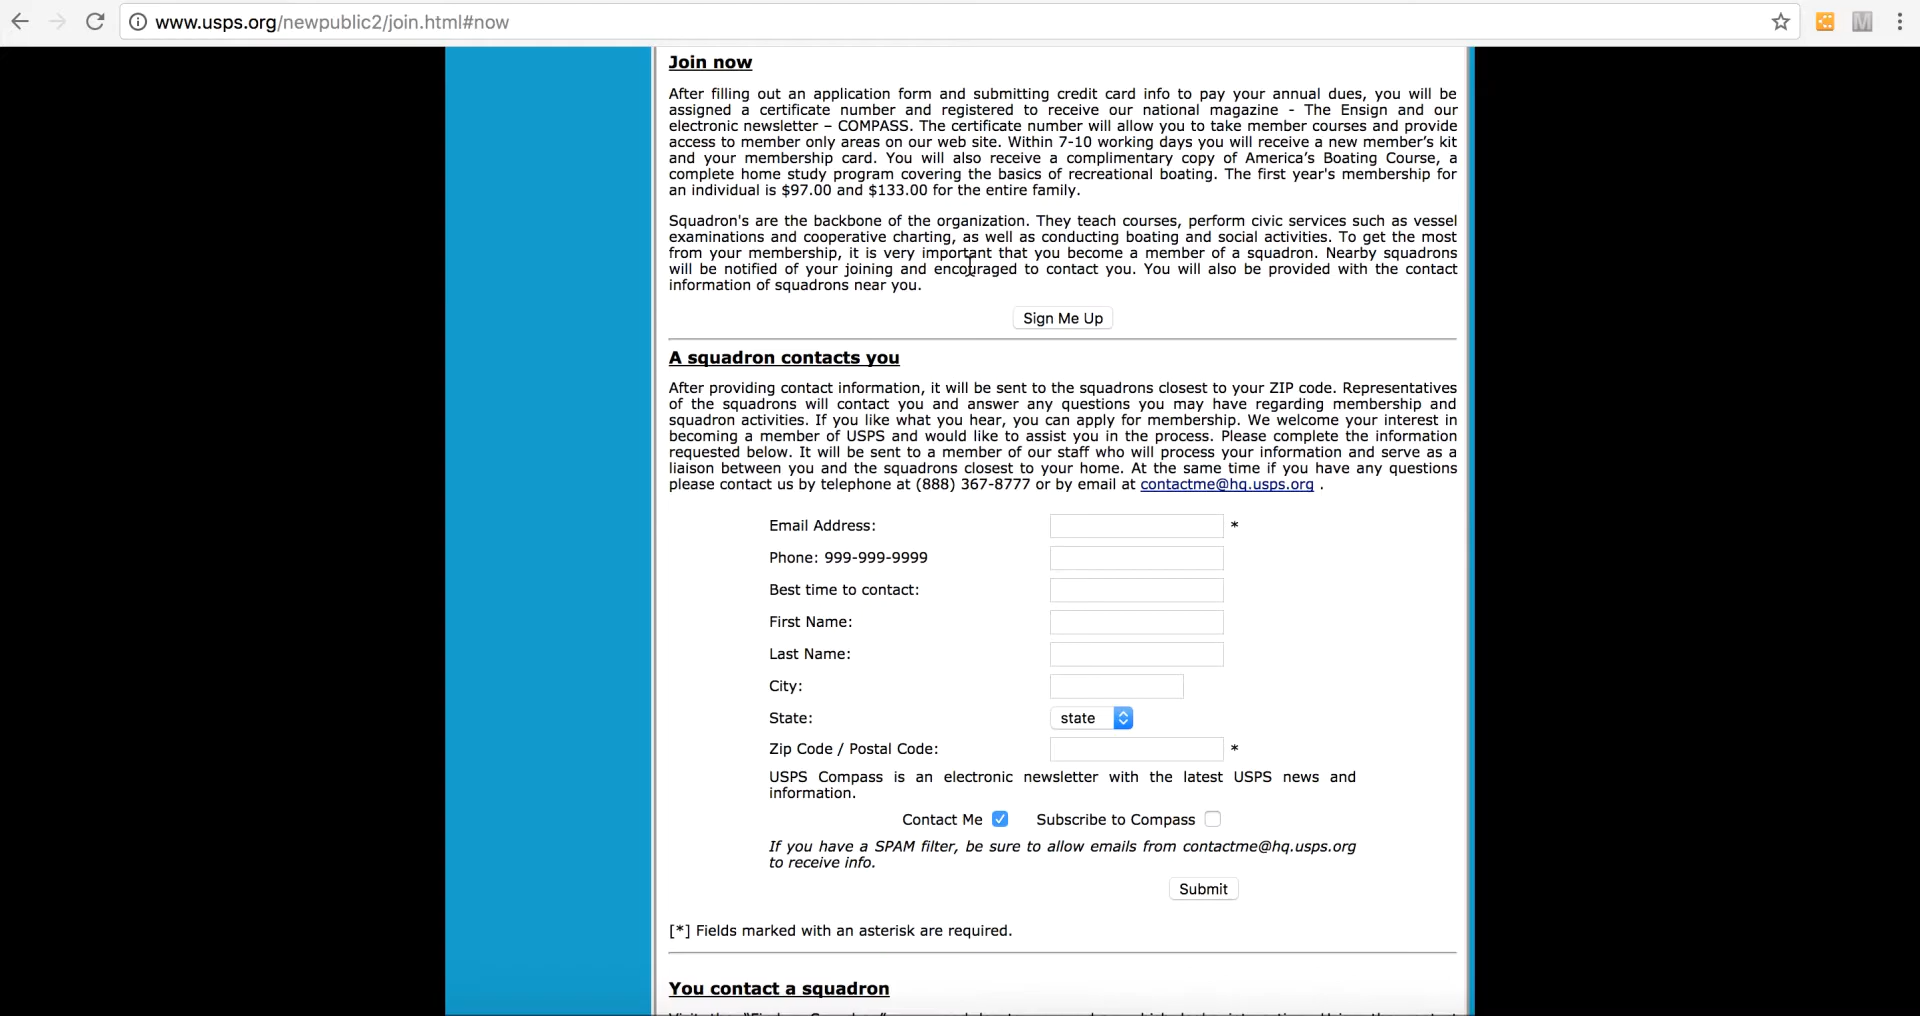 www.usps.org/newpublic2/join.html#now
Join now
After filling out an application form and submitting credit card info to pay your annual dues, you will be
assigned a certificate number and registered to receive our national magazine - The Ensign and our
electronic newsletter – COMPASS. The certificate number will allow you to take member courses and provide
access to member only areas on our web site. Within 7-10 working days you will receive a new member's kit
and your membership card. You will also receive a complimentary copy of America's Boating Course, a
complete home study program covering the basics of recreational boating. The first year's membership for
an individual is $97.00 and $133.00 for the entire family.
Squadron's are the backbone of the organization. They teach courses, perform civic services such as vessel
examinations and cooperative charting, as well as conducting boating and social activities. To get the most
from your membership, it is very important that you become a member of a squadron. Nearby squadrons
will be notified of your joining and encouraged to contact you. You will also be provided with the contact
information of squadrons near you.
Sign Me Up
A squadron contacts you
After providing contact information, it will be sent to the squadrons closest to your ZIP code. Representatives
of the squadrons will contact you and answer any questions you may have regarding membership and
squadron activities. If you like what you hear, you can apply for membership. We welcome your interest in
becoming a member of USPS and would like to assist you in the process. Please complete the information
requested below. It will be sent to a member of our staff who will process your information and serve as a
liaison between you and the squadrons closest to your home. At the same time if you have any questions
please contact us by telephone at (888) 367-8777 or by email at contactme@hq.usps.org .
Email Address: *
Phone: 999-999-9999
Best time to contact:
First Name:
Last Name:
City:
State: state
Zip Code / Postal Code: *
USPS Compass is an electronic newsletter with the latest USPS news and
information.
Contact Me Subscribe to Compass
If you have a SPAM filter, be sure to allow emails from contactme@hq.usps.org
to receive info.
Submit
[*] Fields marked with an asterisk are required.
You contact a squadron